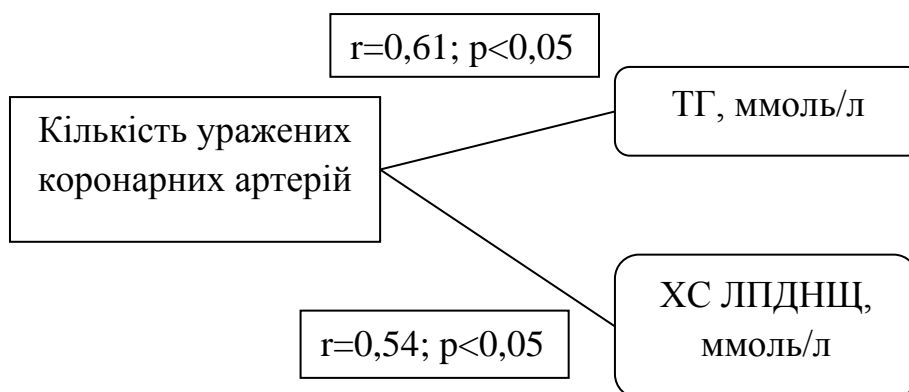 r=0,61; p<0,05
ТГ, ммоль/л
Кількість уражених
коронарних артерій
ХС ЛПДНЩ,
ммоль/л
r=0,54; p<0,05